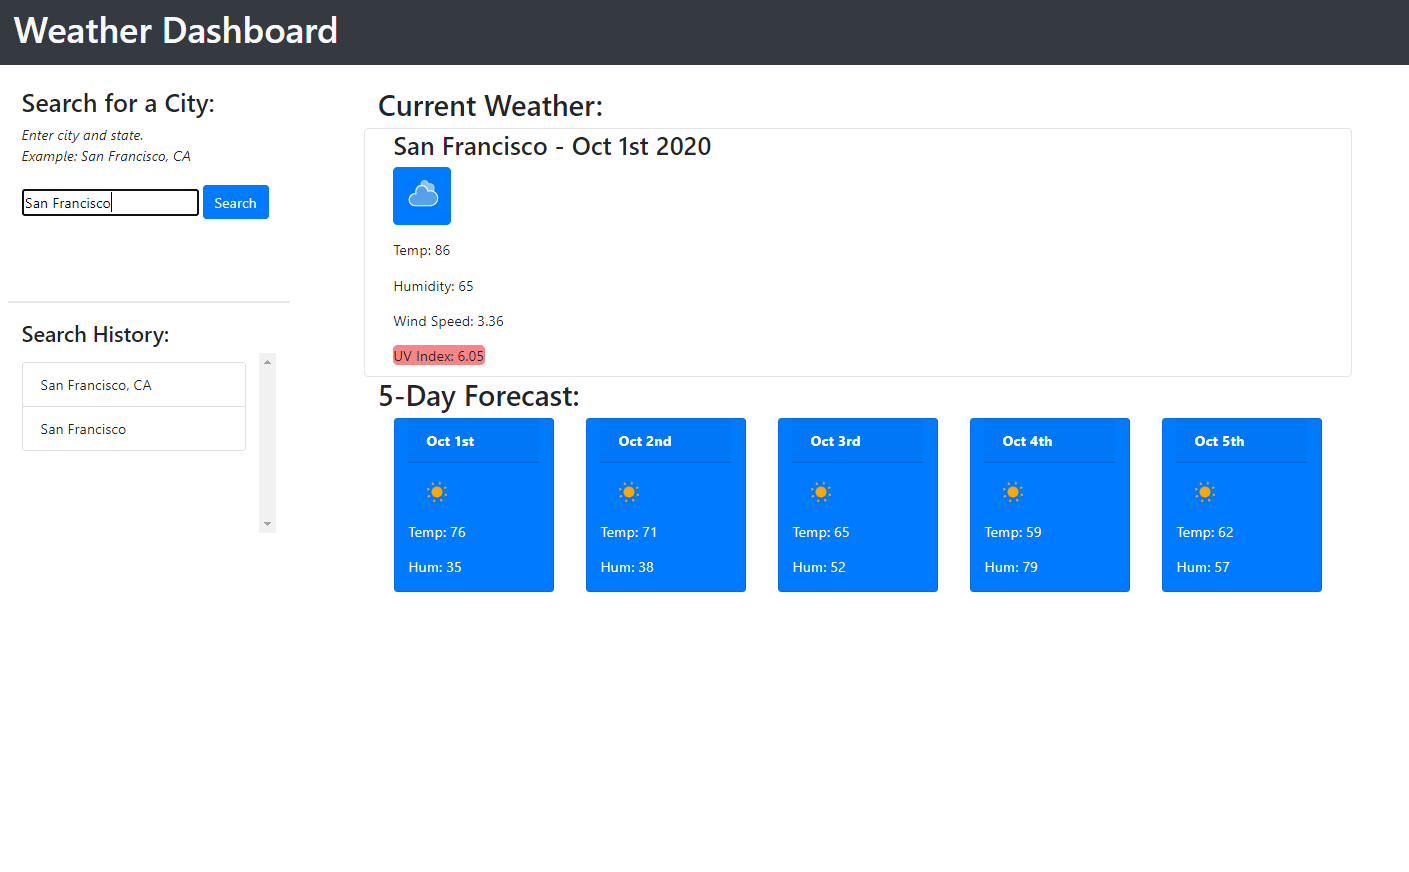 Weather Dashboard
Search for a City:
Enter city and state.
Example: San Francisco, CA
San Francisco
Search
Search History:
San Francisco, CA
San Francisco
Current Weather:
San Francisco - Oct 1st 2020
Temp: 86
Humidity: 65
Wind Speed: 3.36
UV Index: 6.05
5-Day Forecast:
Oct 1st
Temp: 76
Hum: 35
Oct 2nd
Temp: 71
Hum: 38
Oct 3rd
Temp: 65
Hum: 52
Oct 4th
Temp: 59
Hum: 79
Oct 5th
Temp: 62
Hum: 57